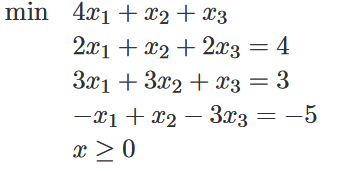 min 4x₁ + x₂ + x₃
2x₁ + x₂ + 2x₃ = 4
3x₁ + 3x₂ + x₃ = 3
−x₁ + x₂ − 3x₃ = −5
x ≥ 0